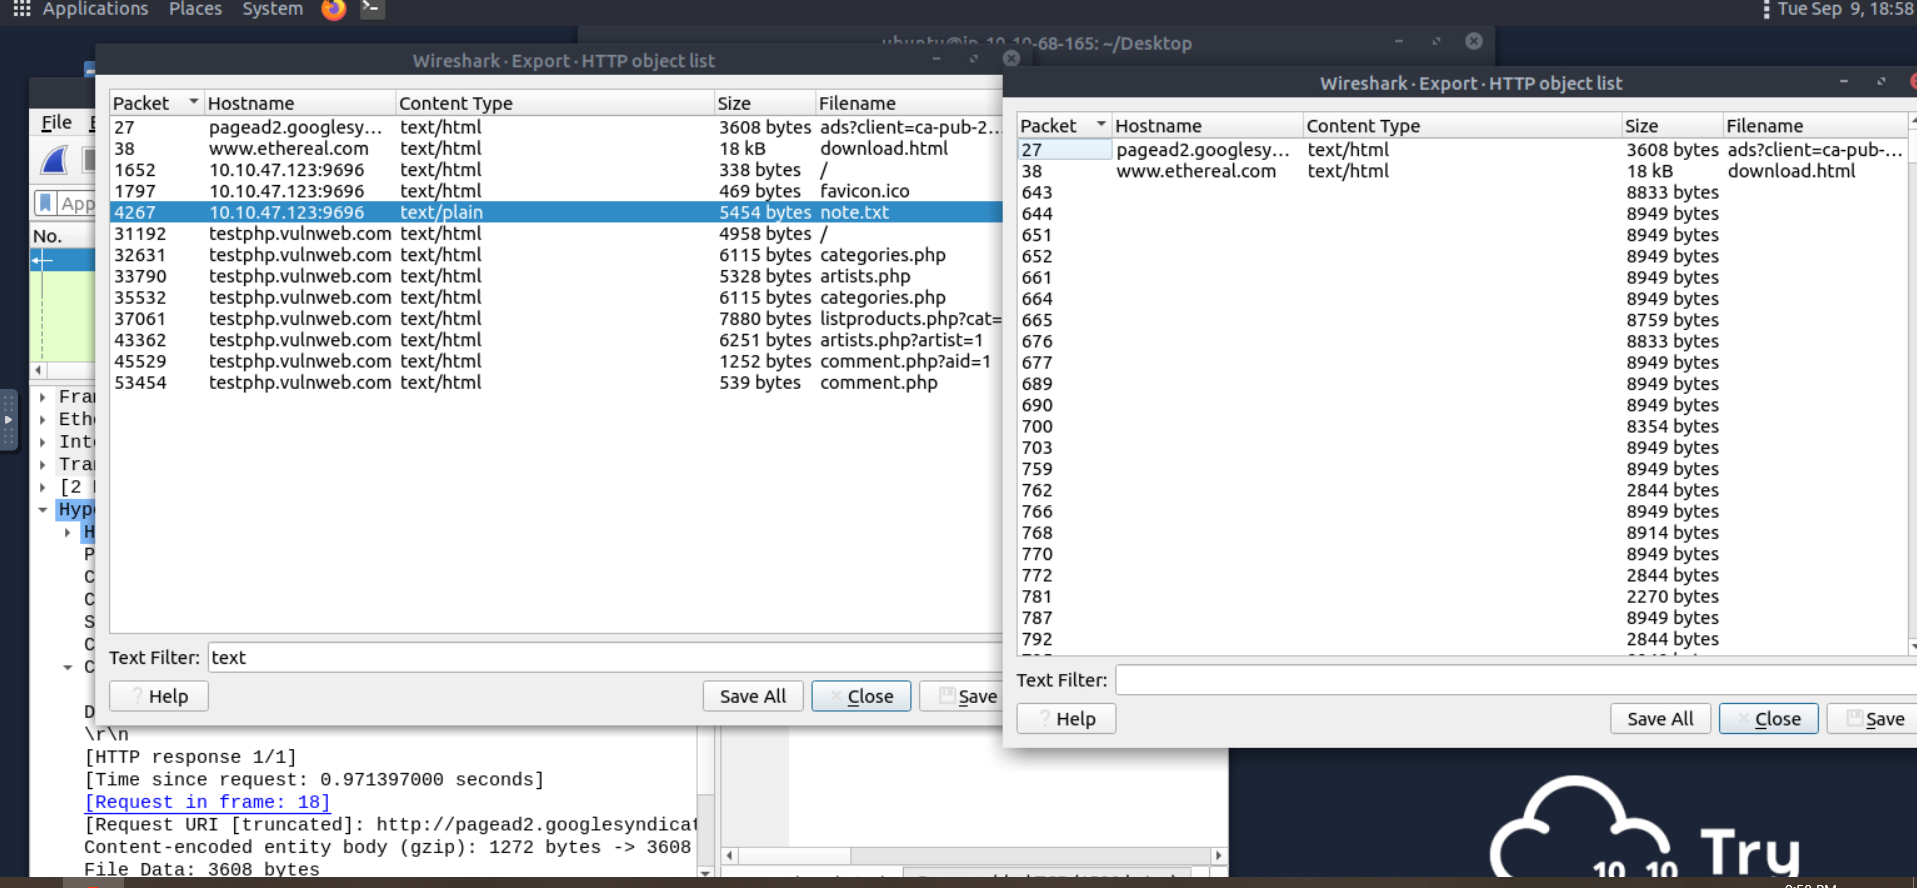 Applications Places System Tue Sep 9, 18:58
ubuntu@ip-10-10-68-165: ~/Desktop
Wireshark · Export · HTTP object list
Packet Hostname Content Type Size Filename
27 pagead2.googlesy... text/html 3608 bytes ads?client=ca-pub-2...
38 www.ethereal.com text/html 18 kB download.html
1652 10.10.47.123:9696 338 bytes /
1797 10.10.47.123:9696 469 bytes favicon.ico
4267 10.10.47.123:9696 text/plain 5454 bytes note.txt
31192 testphp.vulnweb.com text/html 4958 bytes /
32631 testphp.vulnweb.com text/html 6115 bytes categories.php
33790 testphp.vulnweb.com text/html 5328 bytes artists.php
35532 testphp.vulnweb.com text/html 6115 bytes categories.php
37061 testphp.vulnweb.com text/html 7880 bytes listproducts.php?cat=
43362 testphp.vulnweb.com text/html 6251 bytes artists.php?artist=1
45529 testphp.vulnweb.com text/html 1252 bytes comment.php?aid=1
53454 testphp.vulnweb.com text/html 539 bytes comment.php
Text Filter: text
Help Save All Close Save
Wireshark · Export · HTTP object list
Packet Hostname Content Type Size Filename
27 pagead2.googlesy... text/html 3608 bytes ads?client=ca-pub-...
38 www.ethereal.com text/html 18 kB download.html
643 8833 bytes
644 8949 bytes
651 8949 bytes
652 8949 bytes
661 8949 bytes
664 8949 bytes
665 8759 bytes
676 8833 bytes
677 8949 bytes
689 8949 bytes
690 8949 bytes
700 8354 bytes
703 8949 bytes
759 8949 bytes
762 2844 bytes
766 8949 bytes
768 8914 bytes
770 8949 bytes
772 2844 bytes
781 2270 bytes
787 8949 bytes
792 2844 bytes
Text Filter:
Help Save All Close Save
File
App
No.
Fra
Eth
Int
Tra
[2
Hyp
H
P
C
C
S
C
C
D
\r\n
[HTTP response 1/1]
[Time since request: 0.971397000 seconds]
[Request in frame: 18]
[Request URI [truncated]: http://pagead2.googlesyndicat
Content-encoded entity body (gzip): 1272 bytes -> 3608
File Data: 3608 bytes
Try
10 10